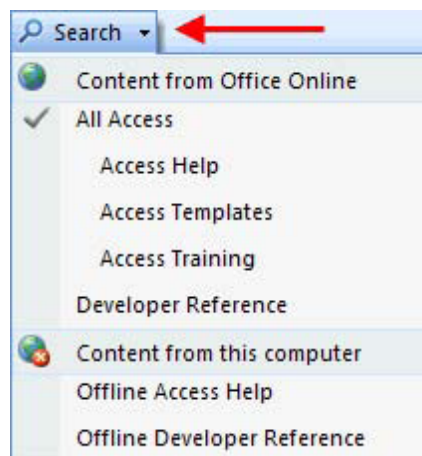 Search
Content from Office Online
All Access
Access Help
Access Templates
Access Training
Developer Reference
Content from this computer
Offline Access Help
Offline Developer Reference